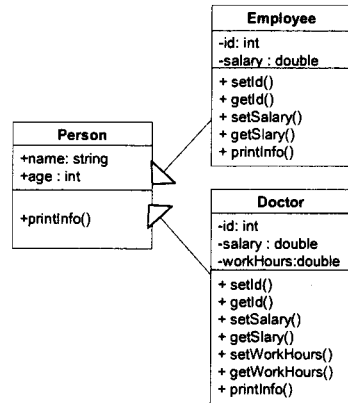 Employee
-id: int
-salary : double
+ setId()
+ getId()
+ setSalary()
+ getSlary()
+ printInfo()
Person
+name: string
+age : int
+printInfo()
Doctor
-id: int
-salary : double
-workHours:double
+ setId()
+ getId()
+ setSalary()
+ getSlary()
+ setWorkHours()
+ getWorkHours()
+ printInfo()